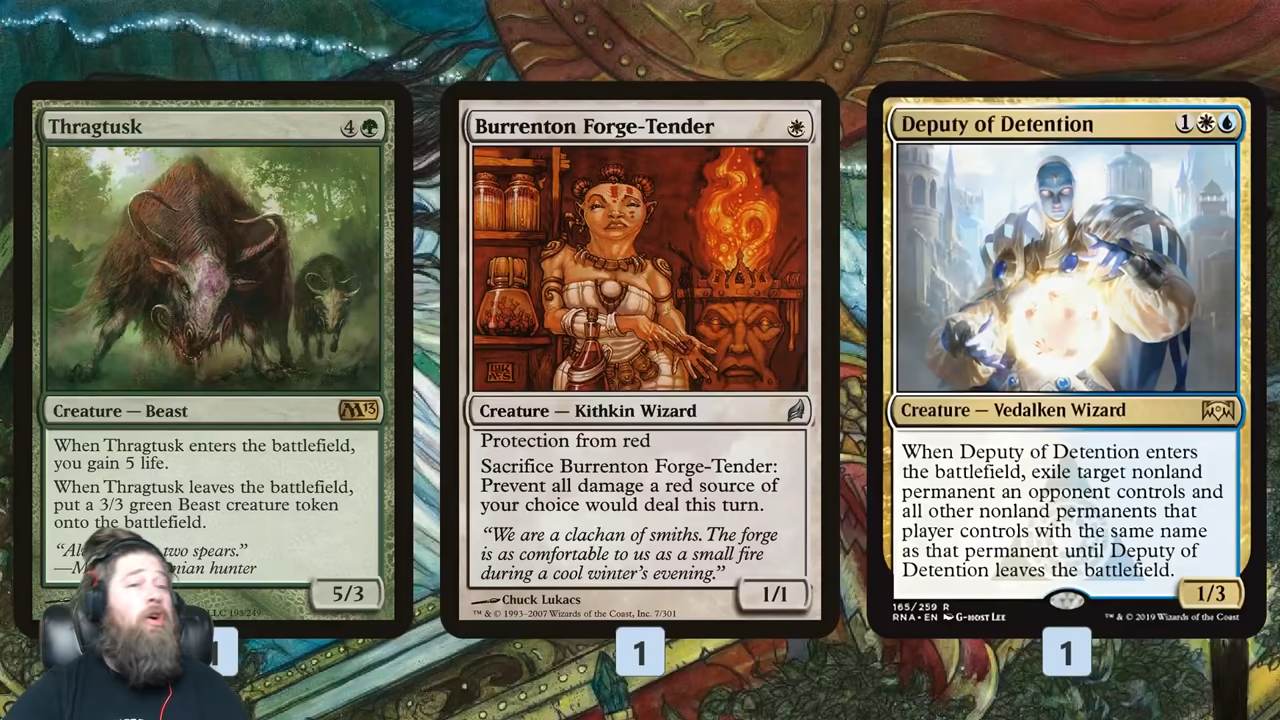 Thragtusk 4
Creature — Beast
M13
When Thragtusk enters the battlefield,
you gain 5 life.
When Thragtusk leaves the battlefield,
put a 3/3 green Beast creature token
onto the battlefield.
two spears.”
hunter
5/3
LLC 193/249
1
Burrenton Forge-Tender
Creature — Kithkin Wizard
Protection from red
Sacrifice Burrenton Forge-Tender:
Prevent all damage a red source of
your choice would deal this turn.
“We are a clachan of smiths. The forge
is as comfortable to us as a small fire
during a cool winter’s evening.”
Chuck Lukacs
1/1
™ & © 1993–2007 Wizards of the Coast, Inc. 7/301
1
Deputy of Detention 1
Creature — Vedalken Wizard
When Deputy of Detention enters
the battlefield, exile target nonland
permanent an opponent controls and
all other nonland permanents that
player controls with the same name
as that permanent until Deputy of
Detention leaves the battlefield.
1/3
165/259 R
RNA • EN G-host Lee
™ & © 2019 Wizards of the Coast
1